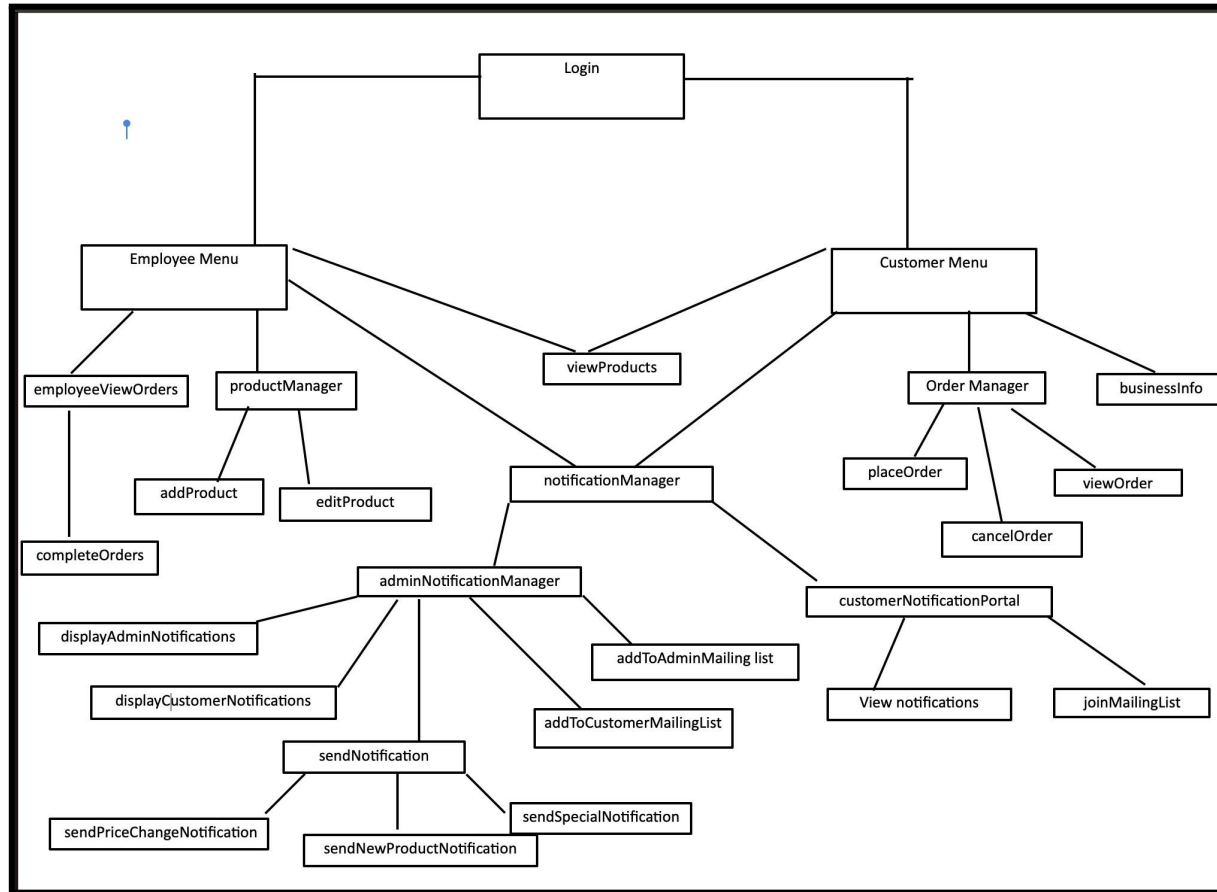 Login
Employee Menu
Customer Menu
viewProducts
employeeViewOrders
productManager
Order Manager
businessInfo
placeOrder
notificationManager
viewOrder
addProduct
editProduct
cancelOrder
completeOrders
adminNotificationManager
customerNotificationPortal
displayAdminNotifications
addToAdminMailing list
displayCustomerNotifications
View notifications
joinMailingList
addToCustomerMailingList
sendNotification
sendSpecialNotification
sendPriceChangeNotification
sendNewProductNotification